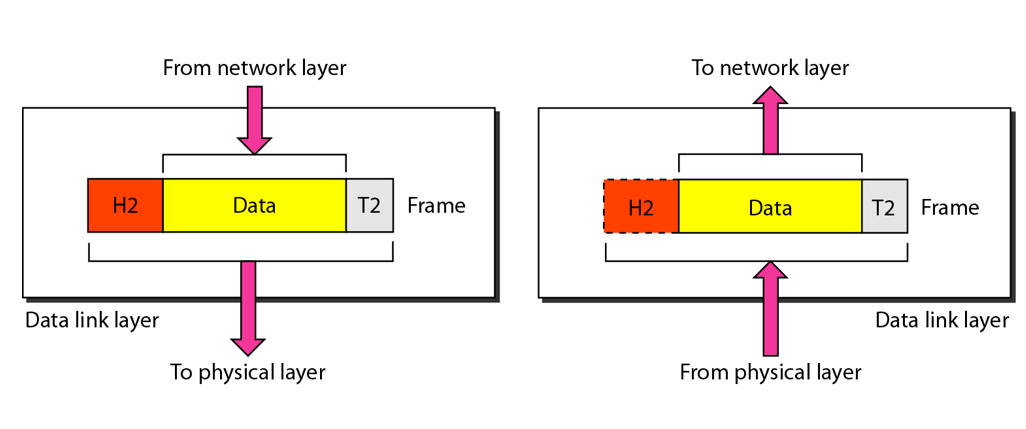 From network layer
H2
Data
T2
Frame
Data link layer
To physical layer
To network layer
H2
Data
T2
Frame
Data link layer
From physical layer